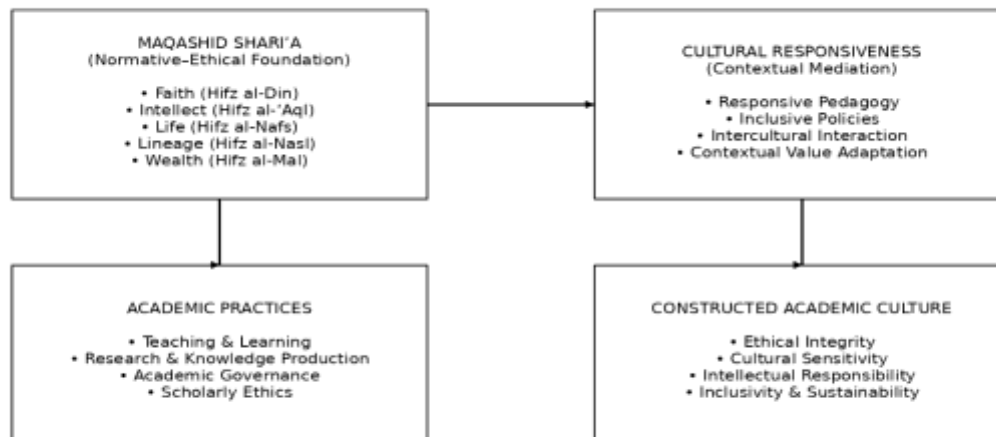 MAQASHID SHARI'A
(Normative–Ethical Foundation)
• Faith (Hifz al-Din)
• Intellect (Hifz al-'Aql)
• Life (Hifz al-Nafs)
• Lineage (Hifz al-Nasl)
• Wealth (Hifz al-Mal)
CULTURAL RESPONSIVENESS
(Contextual Mediation)
• Responsive Pedagogy
• Inclusive Policies
• Intercultural Interaction
• Contextual Value Adaptation
ACADEMIC PRACTICES
• Teaching & Learning
• Research & Knowledge Production
• Academic Governance
• Scholarly Ethics
CONSTRUCTED ACADEMIC CULTURE
• Ethical Integrity
• Cultural Sensitivity
• Intellectual Responsibility
• Inclusivity & Sustainability